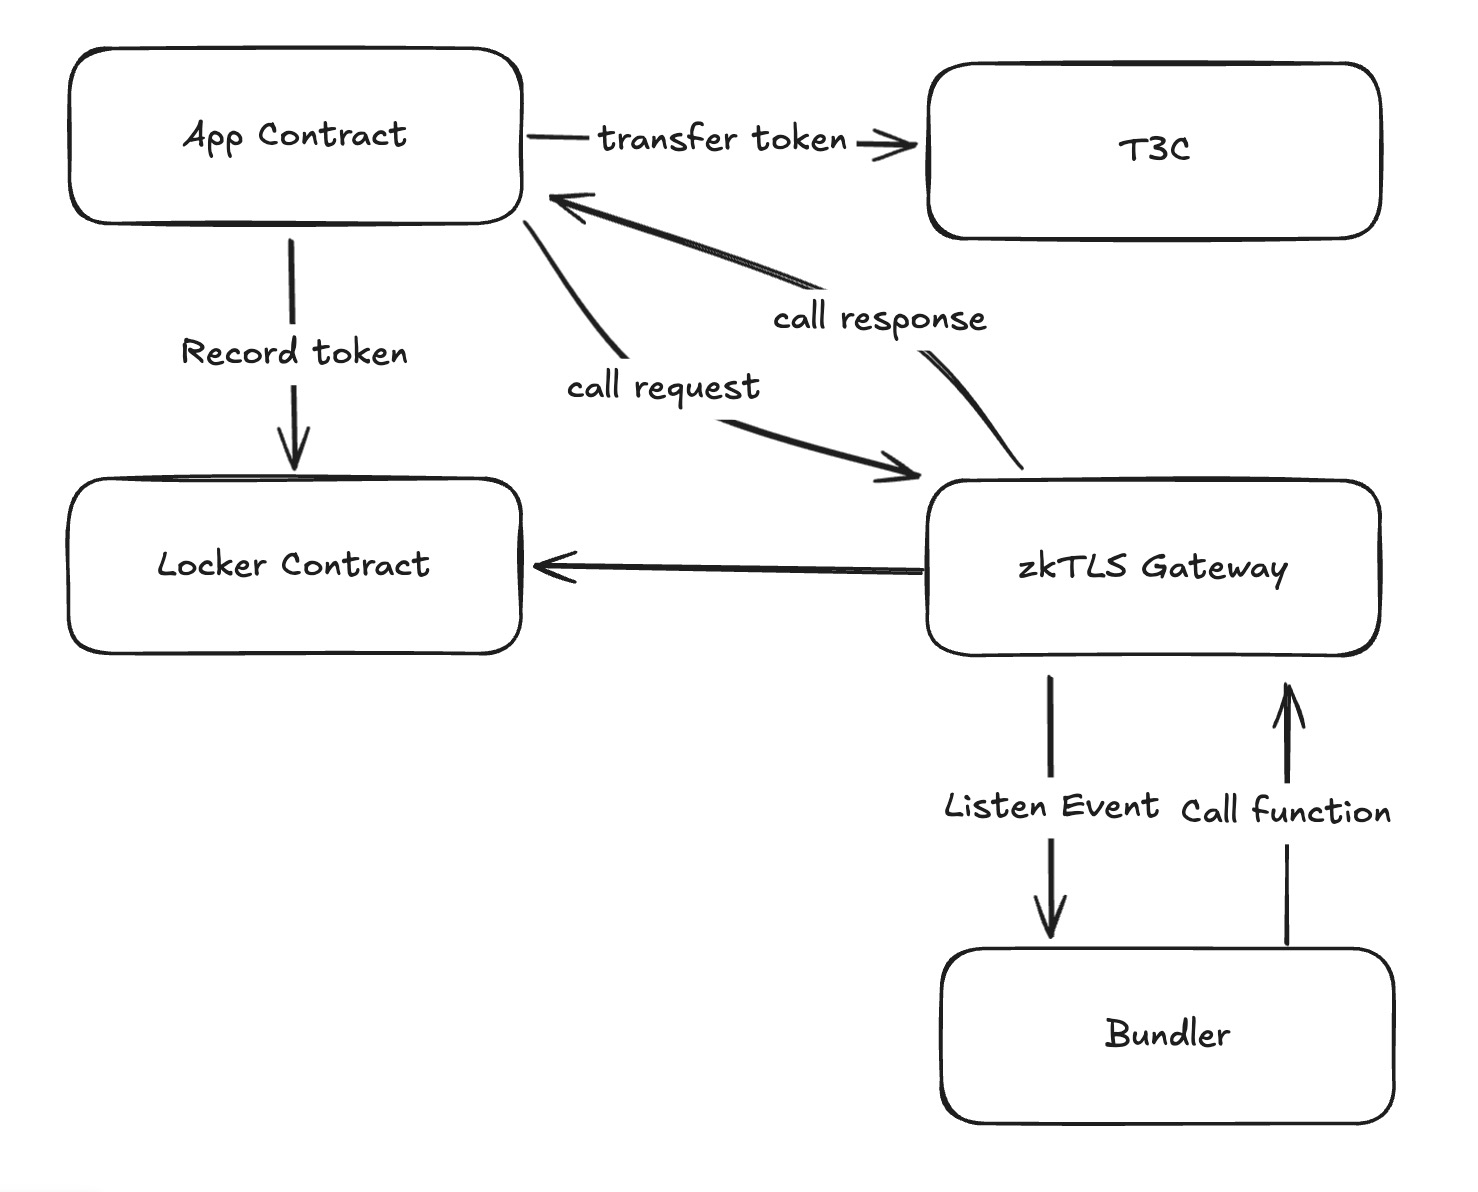 App Contract
transfer token
T3C
call response
Record token
call request
Locker Contract
zkTLS Gateway
Listen Event
Call function
Bundler